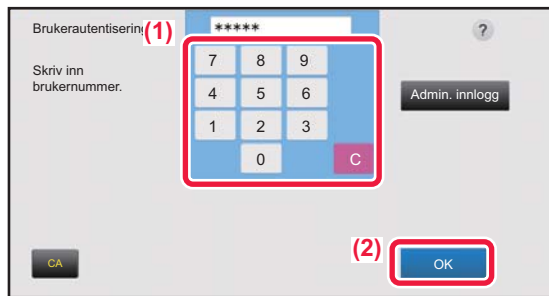 Brukerautentisering
(1)
*****
?
Skriv inn
brukernummer.
7 8 9
4 5 6
1 2 3
0 C
Admin. innlogg
(2)
CA
OK